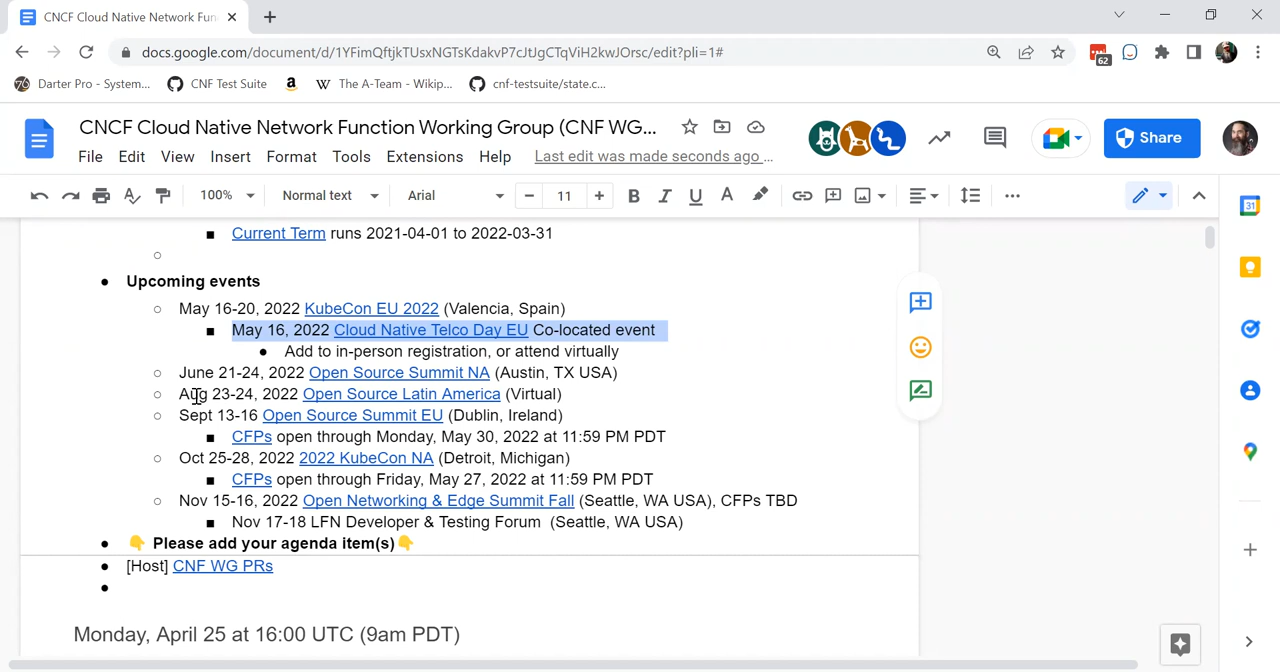 CNCF Cloud Native Network Fun
docs.google.com/document/d/1YFimQftjkTUsxNGTsKdakvP7cJtJgCTqViH2kwJOrsc/edit?pli=1#
62
Darter Pro - System...
CNF Test Suite
The A-Team - Wikip...
cnf-testsuite/state.c...
CNCF Cloud Native Network Function Working Group (CNF WG...
Share
File Edit View Insert Format Tools Extensions Help Last edit was made seconds ago ...
100% Normal text Arial 11
31
Current Term runs 2021-04-01 to 2022-03-31
Upcoming events
May 16-20, 2022 KubeCon EU 2022 (Valencia, Spain)
May 16, 2022 Cloud Native Telco Day EU Co-located event
Add to in-person registration, or attend virtually
June 21-24, 2022 Open Source Summit NA (Austin, TX USA)
Aug 23-24, 2022 Open Source Latin America (Virtual)
Sept 13-16 Open Source Summit EU (Dublin, Ireland)
CFPs open through Monday, May 30, 2022 at 11:59 PM PDT
Oct 25-28, 2022 2022 KubeCon NA (Detroit, Michigan)
CFPs open through Friday, May 27, 2022 at 11:59 PM PDT
Nov 15-16, 2022 Open Networking & Edge Summit Fall (Seattle, WA USA), CFPs TBD
Nov 17-18 LFN Developer & Testing Forum (Seattle, WA USA)
👇 Please add your agenda item(s)👇
[Host] CNF WG PRs
Monday, April 25 at 16:00 UTC (9am PDT)